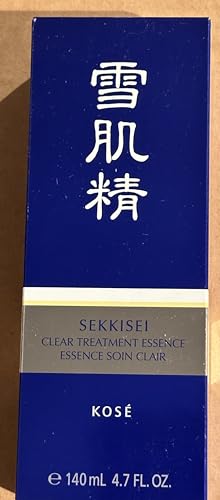 雪肌精
SEKKISEI
CLEAR TREATMENT ESSENCE
ESSENCE SOIN CLAIR
KOSÉ
℮ 140 mL 4.7 FL. OZ.